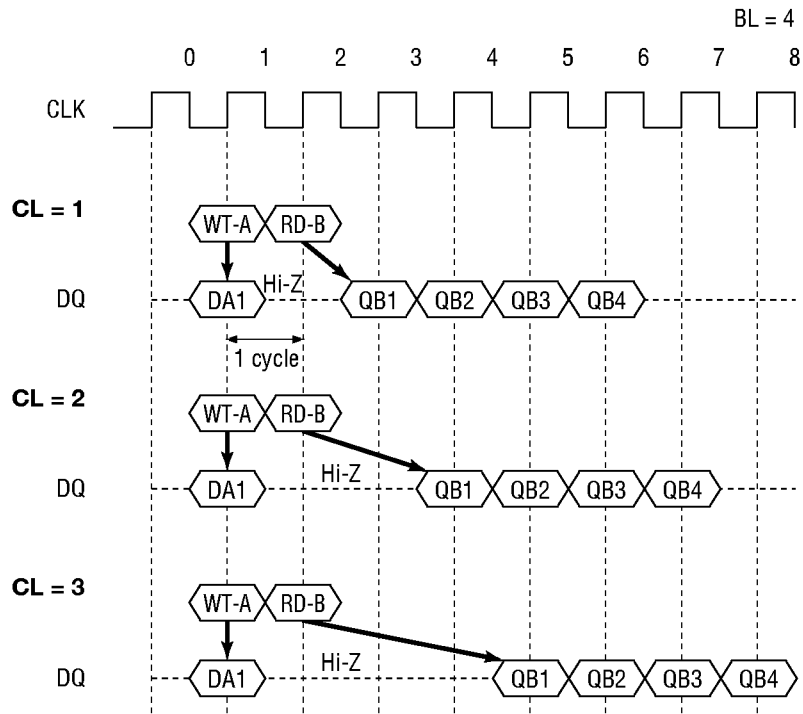 BL = 4
0 1 2 3 4 5 6 7 8
CLK
CL = 1
WT-A RD-B
Hi-Z
DQ DA1 QB1 QB2 QB3 QB4
1 cycle
CL = 2
WT-A RD-B
Hi-Z
DQ DA1 QB1 QB2 QB3 QB4
CL = 3
WT-A RD-B
Hi-Z
DQ DA1 QB1 QB2 QB3 QB4